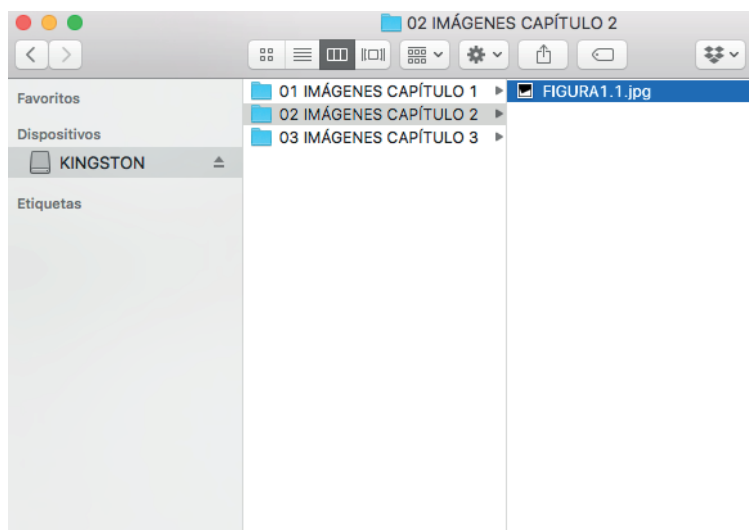 02 IMÁGENES CAPÍTULO 2
Favoritos
Dispositivos
KINGSTON
Etiquetas
01 IMÁGENES CAPÍTULO 1
02 IMÁGENES CAPÍTULO 2
03 IMÁGENES CAPÍTULO 3
FIGURA1.1.jpg